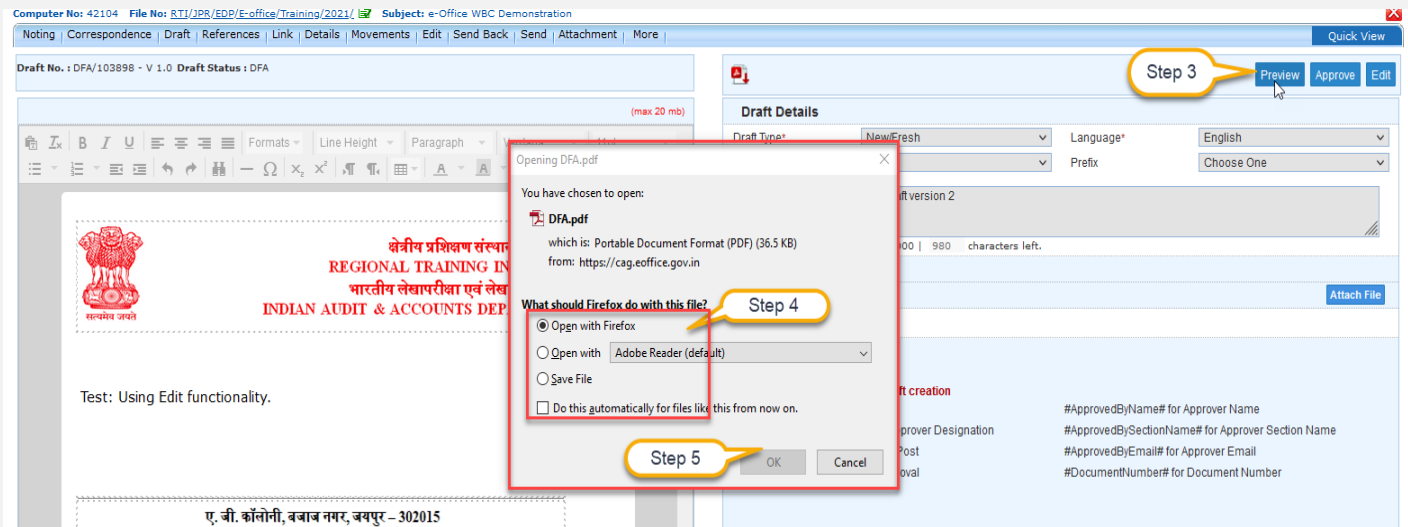 Computer No: 42104 File No: RTI/JPR/EDP/E-office/Training/2021/ Subject: e-Office WBC Demonstration
Noting | Correspondence | Draft | References | Link | Details | Movements | Edit | Send Back | Send | Attachment | More |
Quick View
Draft No. : DFA/103898 - V 1.0 Draft Status : DFA
Step 3
Preview Approve Edit
(max 20 mb)
Formats
Line Height
Paragraph
Draft Details
Draft Type*
New/Fresh
Language*
English
Prefix
Choose One
version 2
980 characters left.
Attach File
क्षेत्रीय प्रशिक्षण
REGIONAL TRAINING IN
भारतीय लेखापरीक्षा एवं लेखा
INDIAN AUDIT & ACCOUNTS DEP
सत्यमेव जयते
Test: Using Edit functionality.
ए. जी. कॉलोनी, बजाज नगर, जयपुर – 302015
Opening DFA.pdf
You have chosen to open:
DFA.pdf
which is: Portable Document Format (PDF) (36.5 KB)
from: https://cag.eoffice.gov.in
What should Firefox do with this file?
Step 4
Open with Firefox
Open with Adobe Reader (default)
Save File
Do this automatically for files like this from now on.
Step 5
OK
Cancel
ft creation
#ApprovedByName# for Approver Name
prover Designation
#ApprovedBySectionName# for Approver Section Name
Post
#ApprovedByEmail# for Approver Email
oval
#DocumentNumber# for Document Number